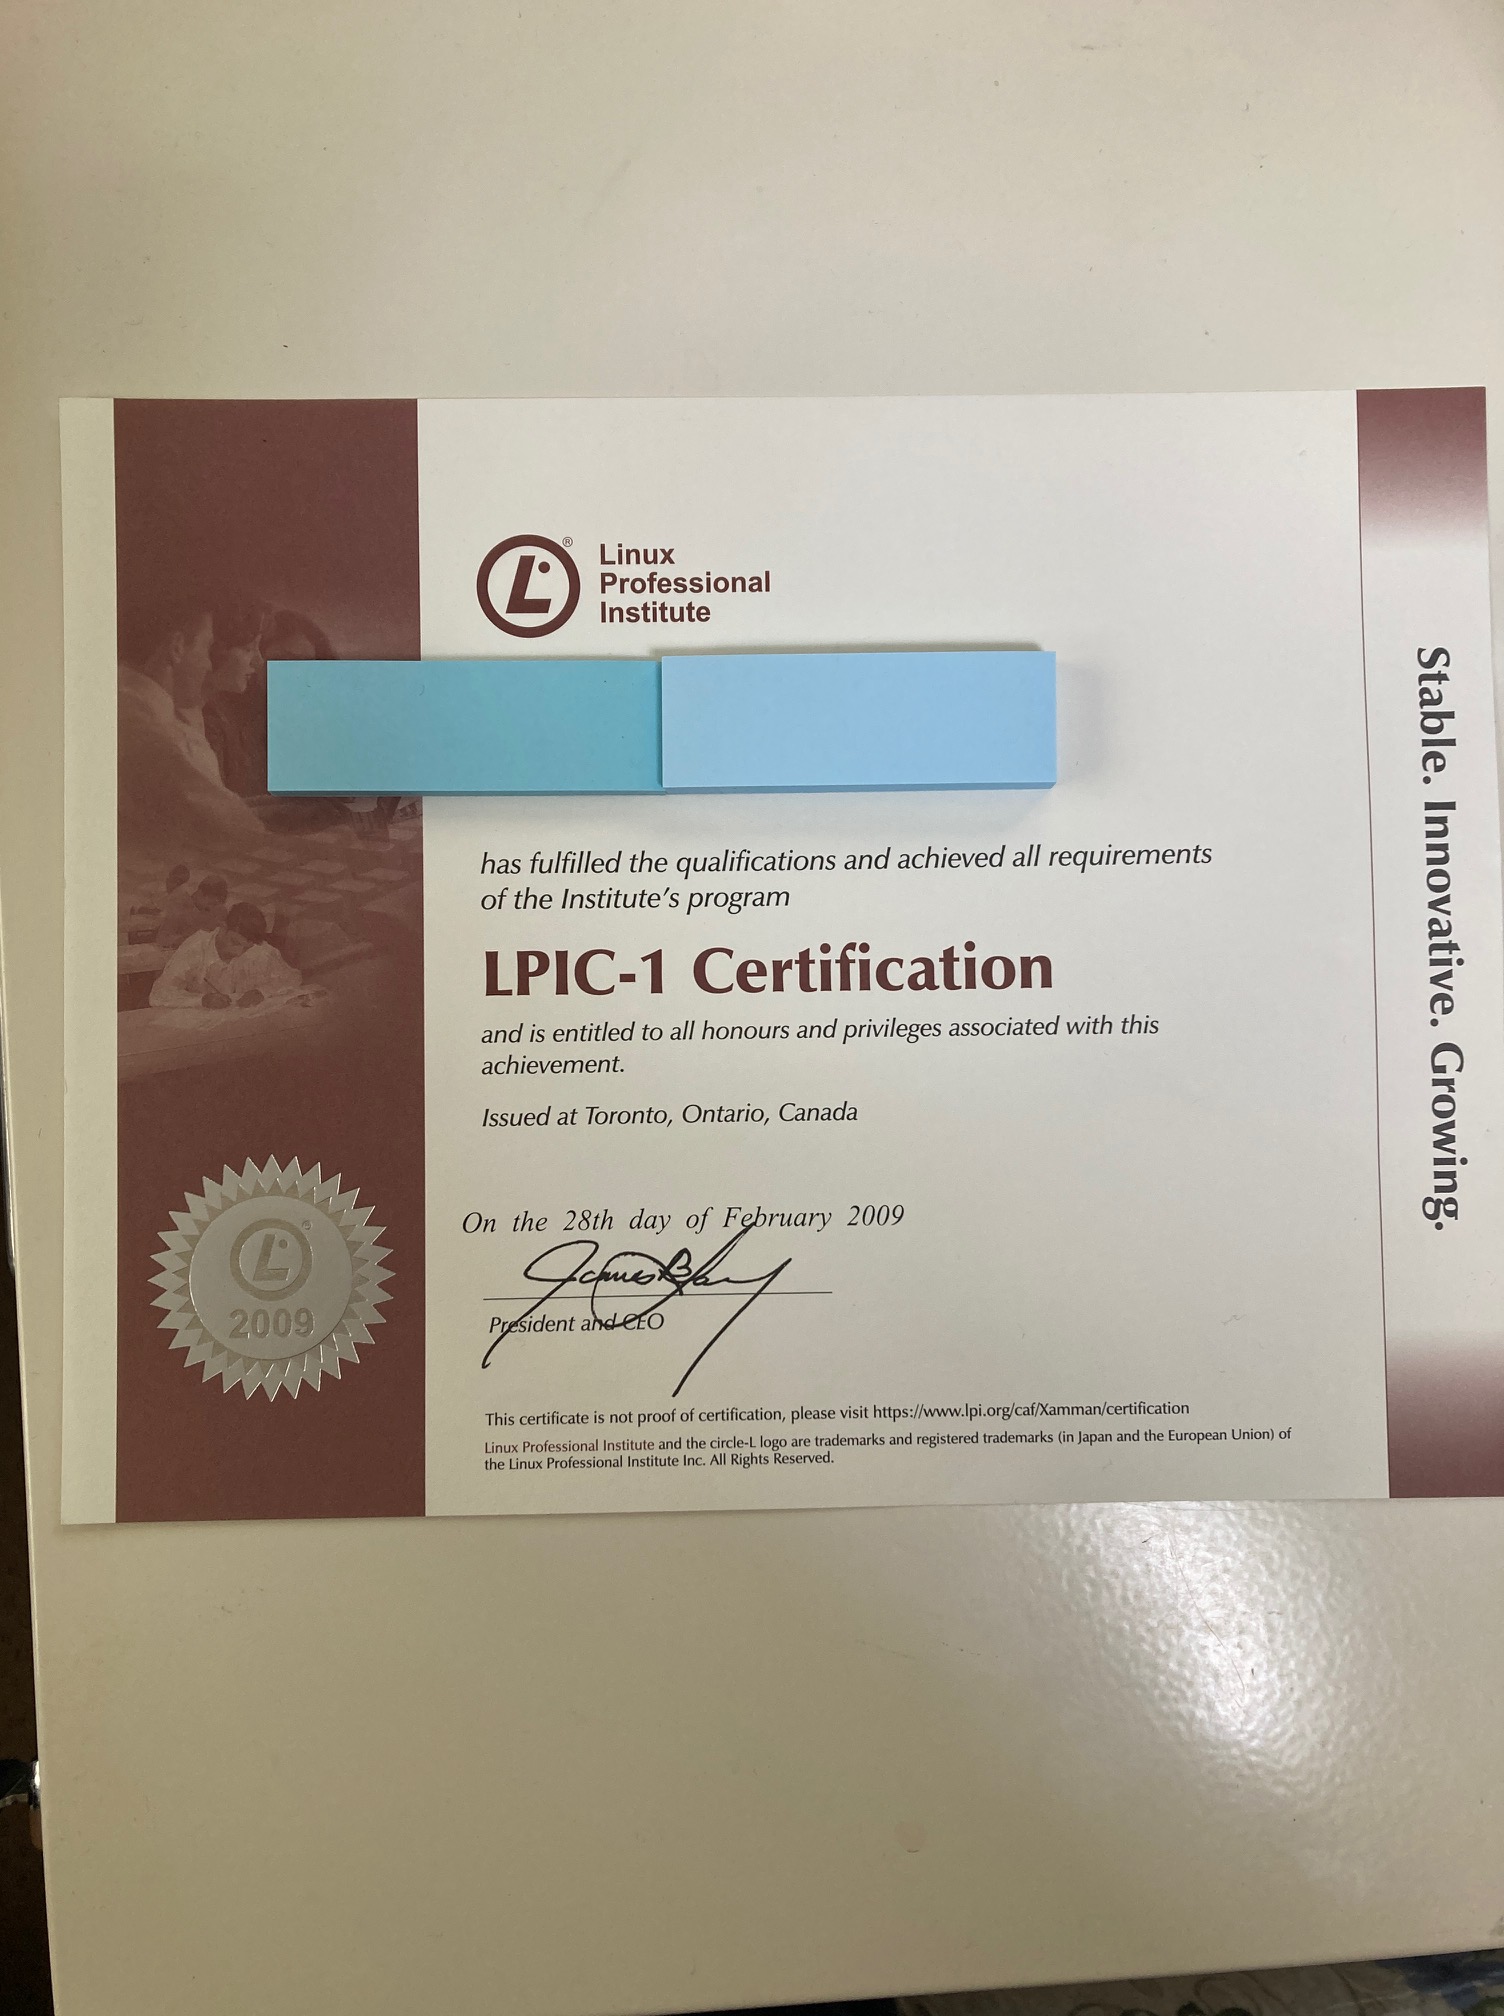 Linux
Professional
Institute
has fulfilled the qualifications and achieved all requirements
of the Institute's program
LPIC-1 Certification
and is entitled to all honours and privileges associated with this
achievement.
Issued at Toronto, Ontario, Canada
On the 28th day of February 2009
President and CEO
This certificate is not proof of certification, please visit https://www.lpi.org/caf/Xamman/certification
Linux Professional Institute and the circle-L logo are trademarks and registered trademarks (in Japan and the European Union) of
the Linux Professional Institute Inc. All Rights Reserved.
2009
Stable. Innovative. Growing.